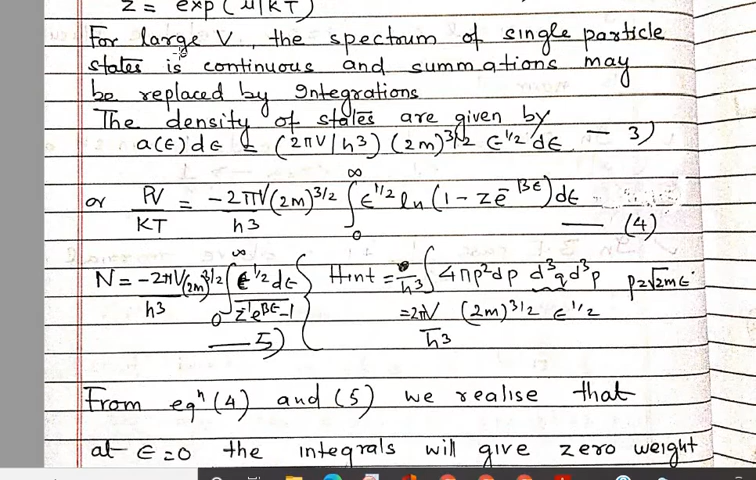 z = exp(μ/KT)
For large V, the spectrum of single particle
states is continuous and summations may
be replaced by Integrations
The density of states are given by
a(ϵ)dϵ = (2πV/h3) (2m)^3/2 ϵ^1/2 dϵ — 3)
or PV/KT = -2πV(2m)^3/2/h3 ∫_0^∞ ϵ^1/2 ln(1 - ze^-βϵ)dϵ — (4)
N = -2πV(2m)^3/2/h3 ∫_0^∞ ϵ^1/2 dϵ/z^-1e^βϵ-1 — 5)
Hint = /h3 ∫ 4πp²dp d³q d³p p=√2mϵ
= 2πV/h3 (2m)^3/2 ϵ^1/2
From eqⁿ(4) and (5) we realise that
at ϵ=0 the integrals will give zero weight